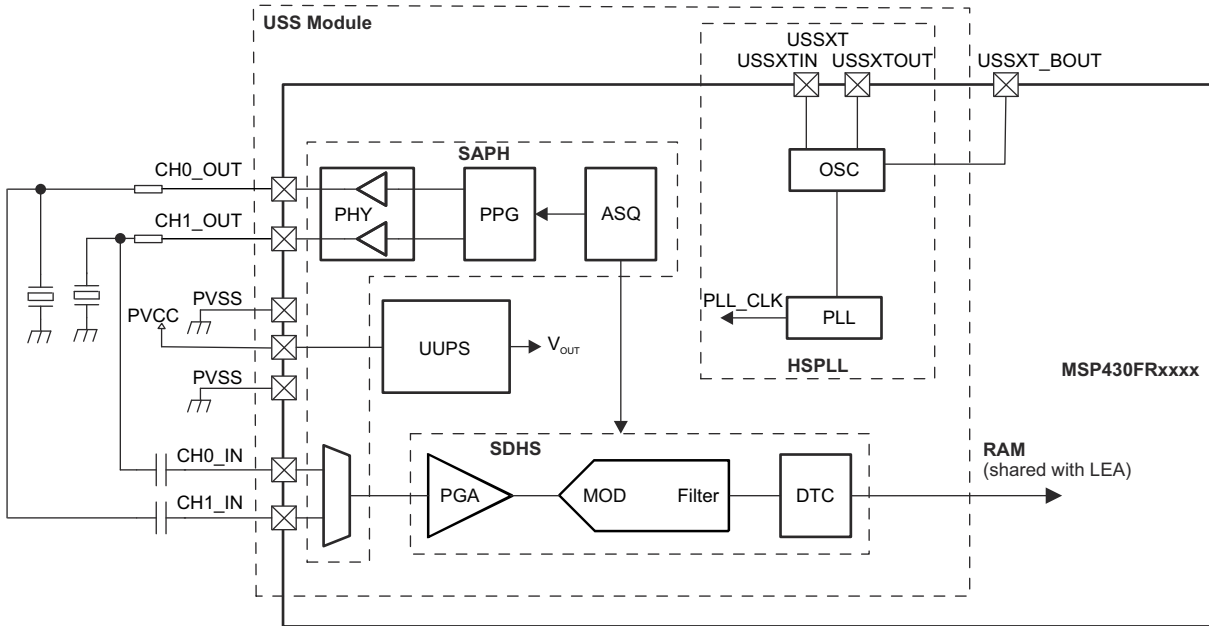 USS Module
USSXT
USSXTIN
USSXTOUT
USSXT_BOUT
SAPH
CH0_OUT
OSC
PHY
PPG
ASQ
CH1_OUT
PVSS
PLL_CLK
PVCC
PLL
UUPS
VOUT
HSPLL
MSP430FRxxxx
PVSS
SDHS
RAM
CH0_IN
(shared with LEA)
PGA
MOD
Filter
DTC
CH1_IN